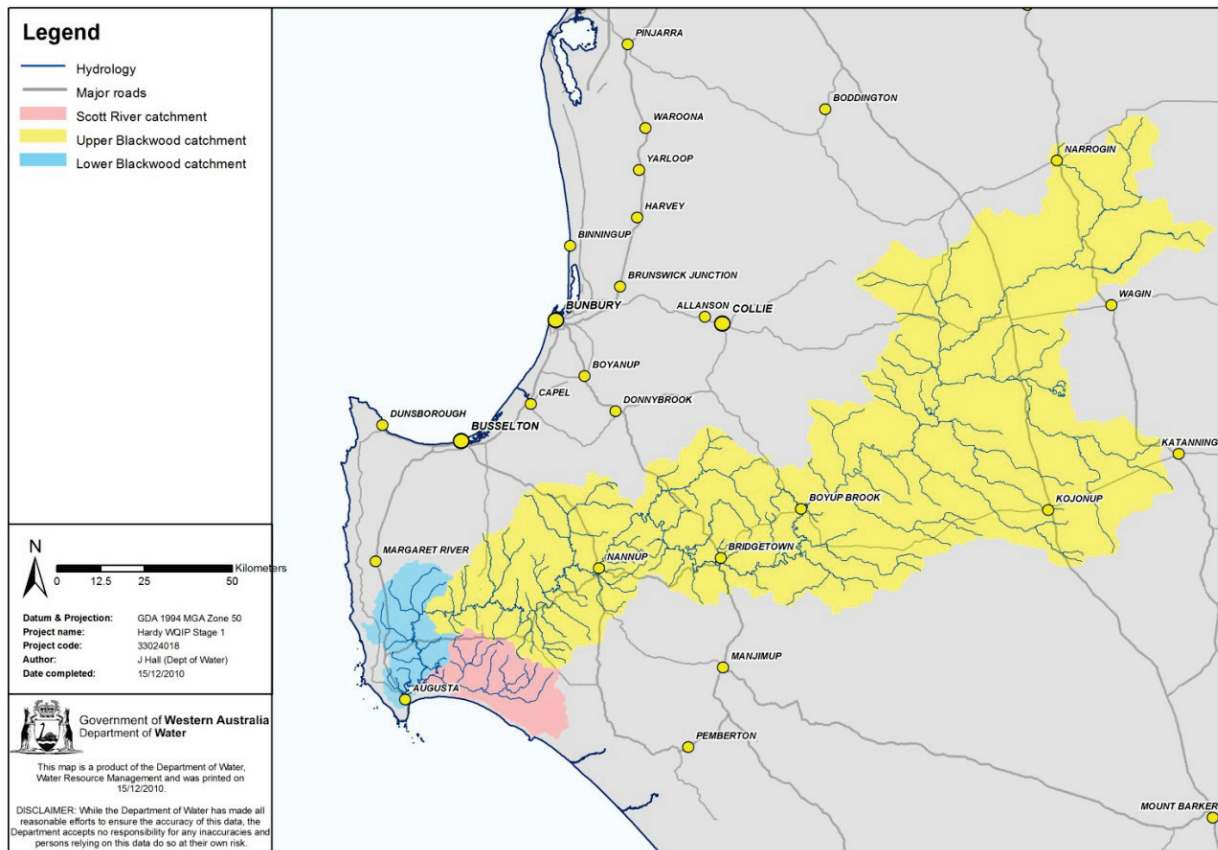 Legend
Hydrology
Major roads
Scott River catchment
Upper Blackwood catchment
Lower Blackwood catchment
N
0 12.5 25 50 Kilometers
Datum & Projection: GDA 1994 MGA Zone 50
Project name: Hardy WQIP Stage 1
Project code: 33024018
Author: J Hall (Dept of Water)
Date completed: 15/12/2010
Government of Western Australia
Department of Water
This map is a product of the Department of Water,
Water Resource Management and was printed on
15/12/2010.
DISCLAIMER: While the Department of Water has made all
reasonable efforts to ensure the accuracy of this data, the
Department accepts no responsibility for any inaccuracies and
persons relying on this data do so at their own risk.
PINJARRA
BODDINGTON
WAROONA
NARROGIN
YARLOOP
HARVEY
BINNINGUP
BRUNSWICK JUNCTION
WAGIN
BUNBURY
ALLANSON
COLLIE
BOYANUP
CAPEL
DONNYBROOK
DUNSBOROUGH
BUSSELTON
KATANNING
BOYUP BROOK
KOJONUP
MARGARET RIVER
NANNUP
BRIDGETOWN
MANJIMUP
AUGUSTA
PEMBERTON
MOUNT BARKER